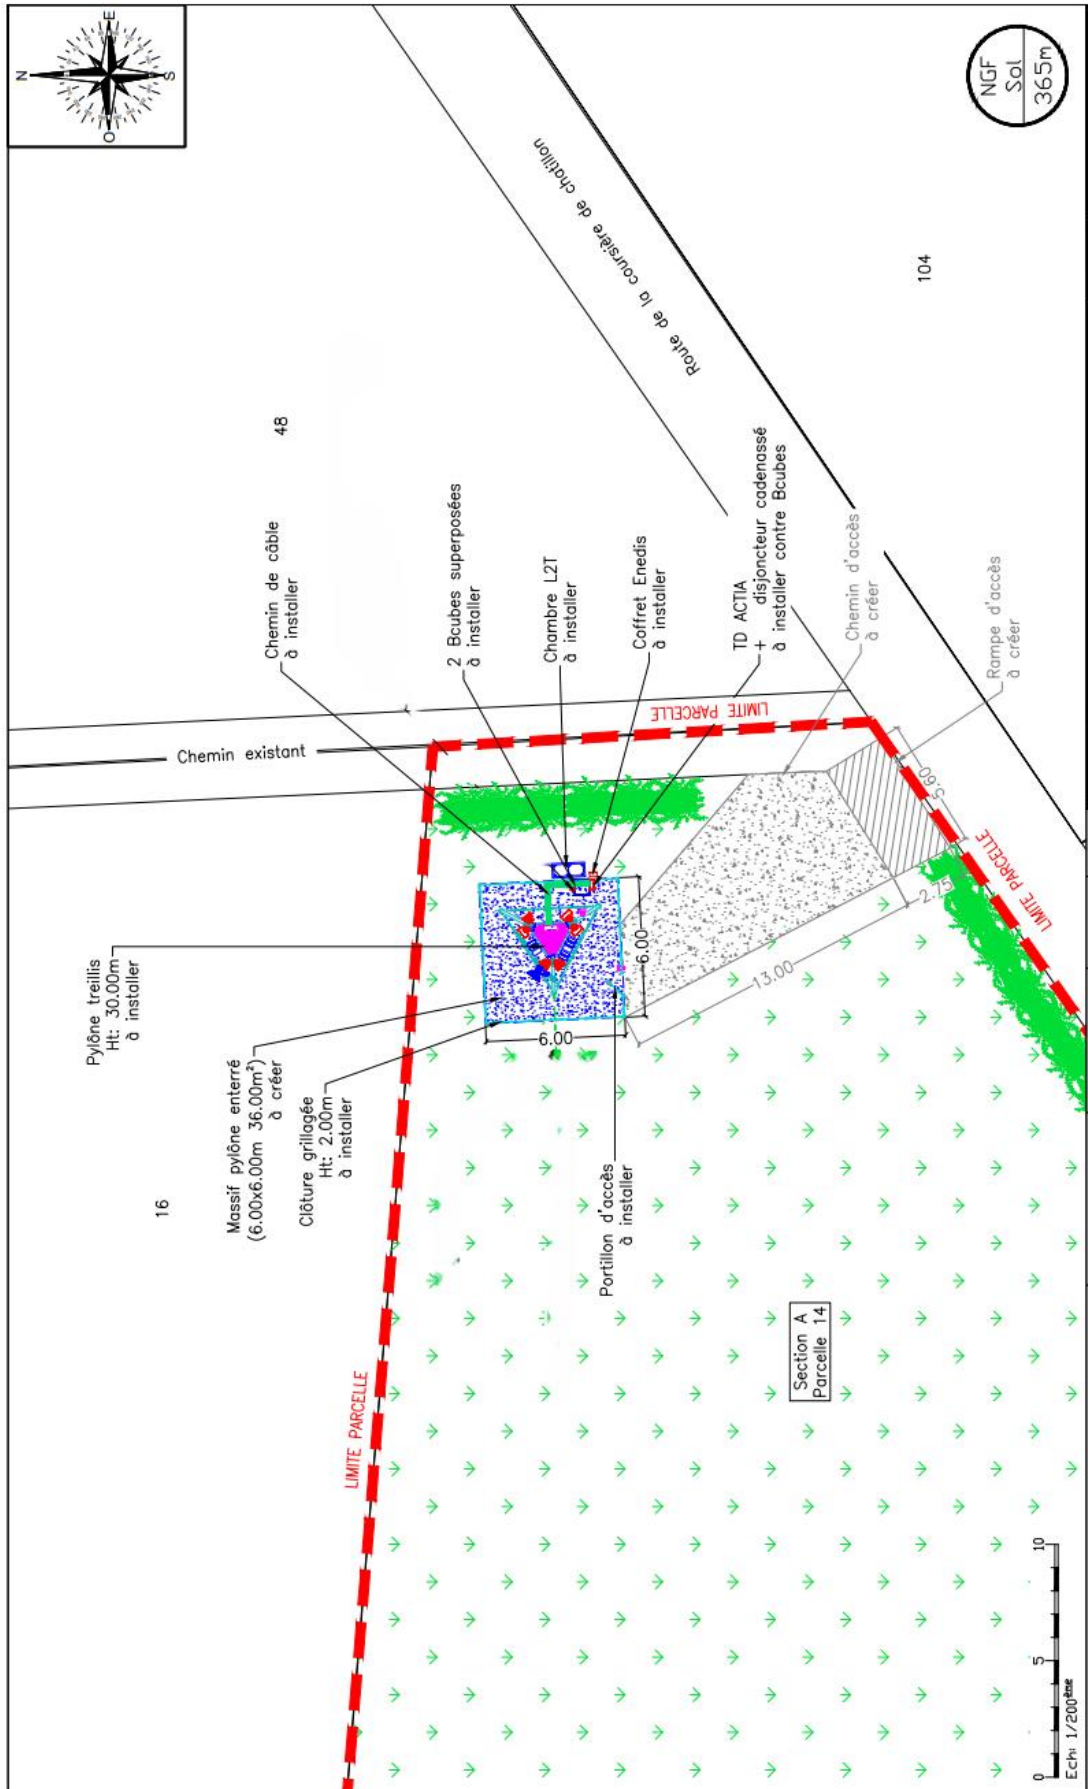 N
E
S
O
NGF
Sol
365m
Route de la coursière de chatillon
104
48
16
Chemin existant
Chemin de câble
à installer
2 Bcubes superposées
à installer
Chambre L2T
à installer
Coffret Enedis
à installer
TD ACTIA
+ disjoncteur cadenassé
à installer contre Bcubes
Chemin d'accès
à créer
Rampe d'accès
à créer
LIMITE PARCELLE
LIMITE PARCELLE
LIMITE PARCELLE
5.60
2.75
13.00
6.00
6.00
Pylône treillis
Ht: 30.00m
à installer
Massif pylône enterré
(6.00x6.00m 36.00m²)
à créer
Clôture grillagée
Ht: 2.00m
à installer
Portillon d'accès
à installer
Section A
Parcelle 14
0 5 10
Ech: 1/200ème